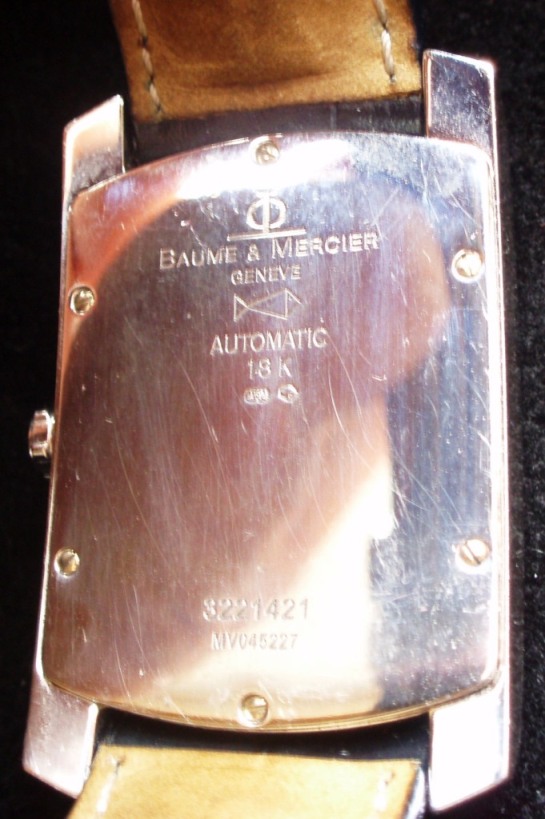 BAUME & MERCIER
GENEVE
AUTOMATIC
18 K
3221421
MV045227